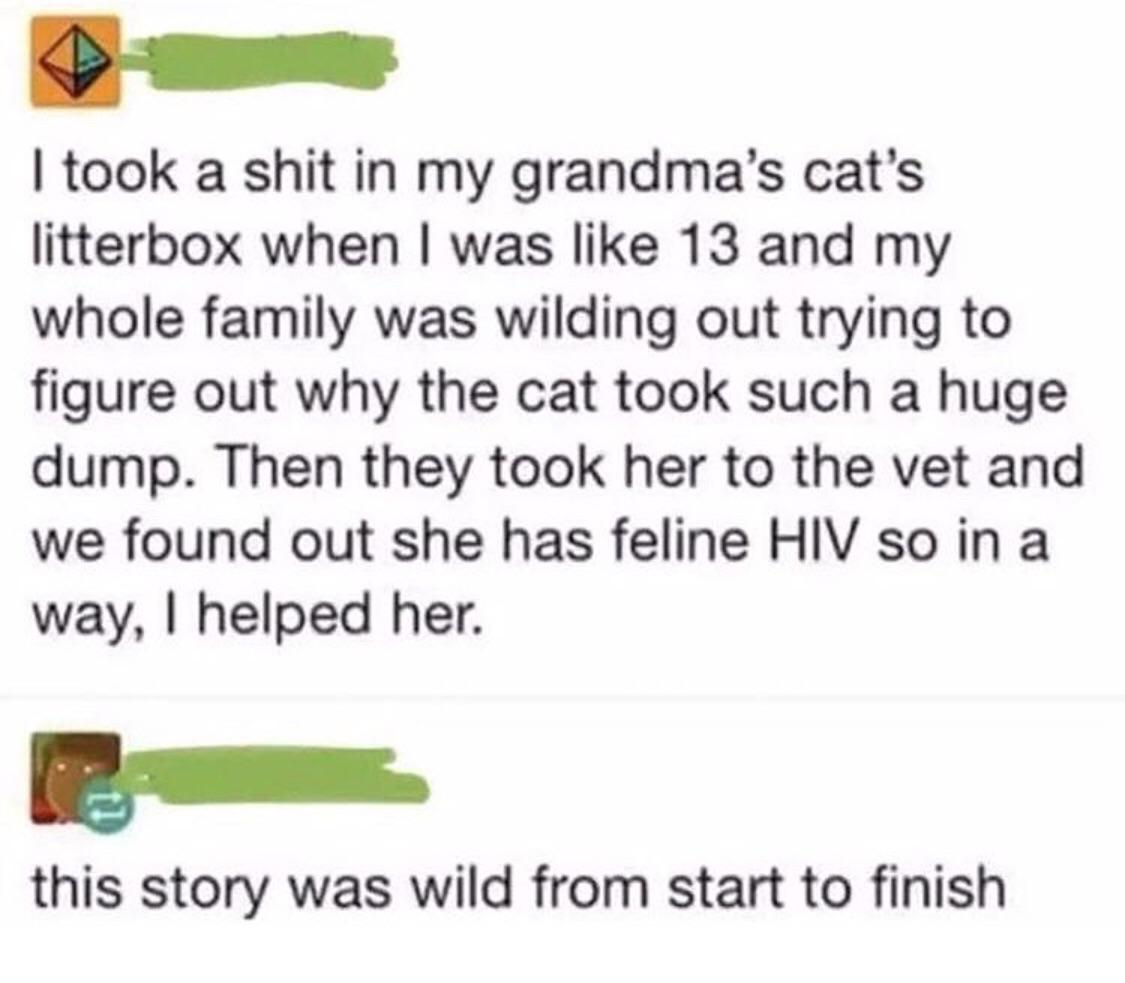 I took a shit in my grandma's cat's
litterbox when I was like 13 and my
whole family was wilding out trying to
figure out why the cat took such a huge
dump. Then they took her to the vet and
we found out she has feline HIV so in a
way, I helped her.
this story was wild from start to finish